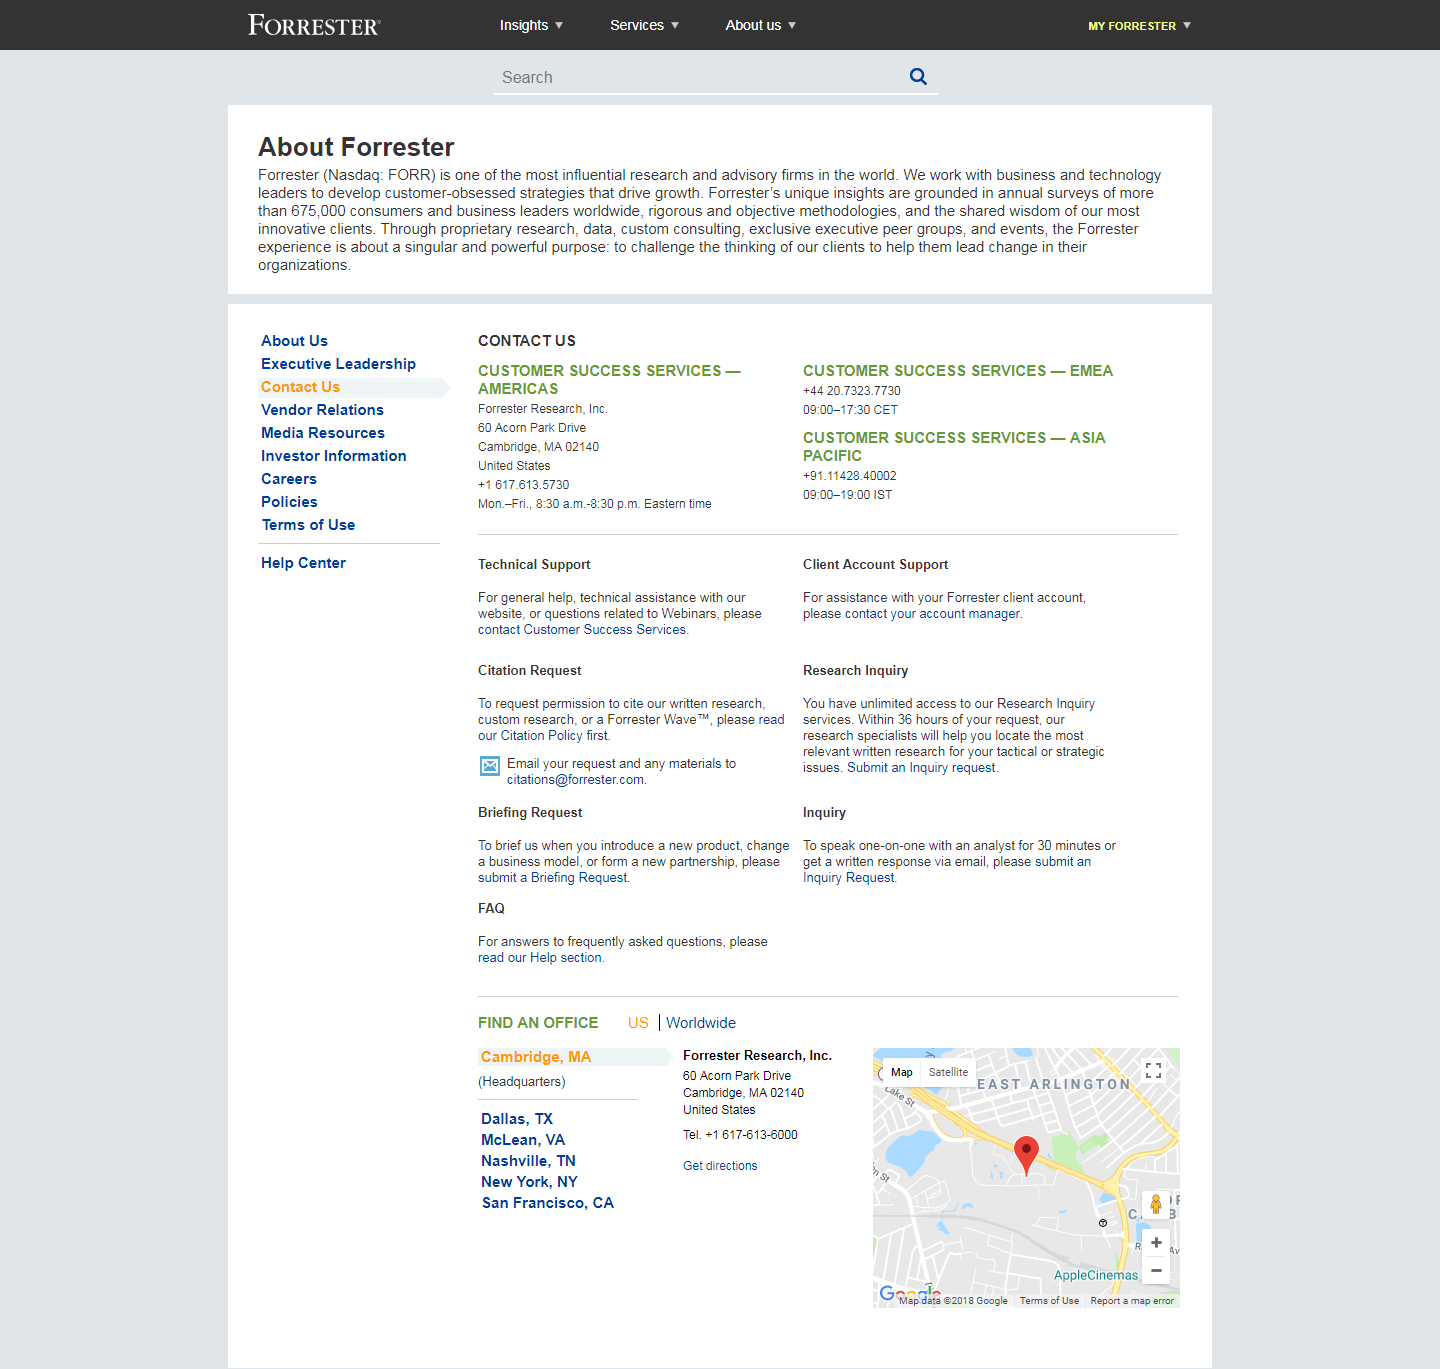 FORRESTER
Insights
Services
About us
MY FORRESTER
Search
About Forrester
Forrester (Nasdaq: FORR) is one of the most influential research and advisory firms in the world. We work with business and technology
leaders to develop customer-obsessed strategies that drive growth. Forrester’s unique insights are grounded in annual surveys of more
than 675,000 consumers and business leaders worldwide, rigorous and objective methodologies, and the shared wisdom of our most
innovative clients. Through proprietary research, data, custom consulting, exclusive executive peer groups, and events, the Forrester
experience is about a singular and powerful purpose: to challenge the thinking of our clients to help them lead change in their
organizations.
About Us
Executive Leadership
Contact Us
Vendor Relations
Media Resources
Investor Information
Careers
Policies
Terms of Use
Help Center
CONTACT US
CUSTOMER SUCCESS SERVICES —
AMERICAS
Forrester Research, Inc.
60 Acorn Park Drive
Cambridge, MA 02140
United States
+1 617.613.5730
Mon.–Fri., 8:30 a.m.-8:30 p.m. Eastern time
CUSTOMER SUCCESS SERVICES — EMEA
+44 20.7323.7730
09:00–17:30 CET
CUSTOMER SUCCESS SERVICES — ASIA
PACIFIC
+91.11428.40002
09:00–19:00 IST
Technical Support
For general help, technical assistance with our
website, or questions related to Webinars, please
contact Customer Success Services.
Client Account Support
For assistance with your Forrester client account,
please contact your account manager.
Citation Request
To request permission to cite our written research,
custom research, or a Forrester Wave™, please read
our Citation Policy first.
Email your request and any materials to
citations@forrester.com.
Research Inquiry
You have unlimited access to our Research Inquiry
services. Within 36 hours of your request, our
research specialists will help you locate the most
relevant written research for your tactical or strategic
issues. Submit an Inquiry request.
Briefing Request
To brief us when you introduce a new product, change
a business model, or form a new partnership, please
submit a Briefing Request.
Inquiry
To speak one-on-one with an analyst for 30 minutes or
get a written response via email, please submit an
Inquiry Request.
FAQ
For answers to frequently asked questions, please
read our Help section.
FIND AN OFFICE
US
Worldwide
Cambridge, MA
(Headquarters)
Dallas, TX
McLean, VA
Nashville, TN
New York, NY
San Francisco, CA
Forrester Research, Inc.
60 Acorn Park Drive
Cambridge, MA 02140
United States
Tel. +1 617-613-6000
Get directions
Map
Satellite
EAST ARLINGTON
Lake St
AppleCinemas
Google
Map data ©2018 Google
Terms of Use
Report a map error